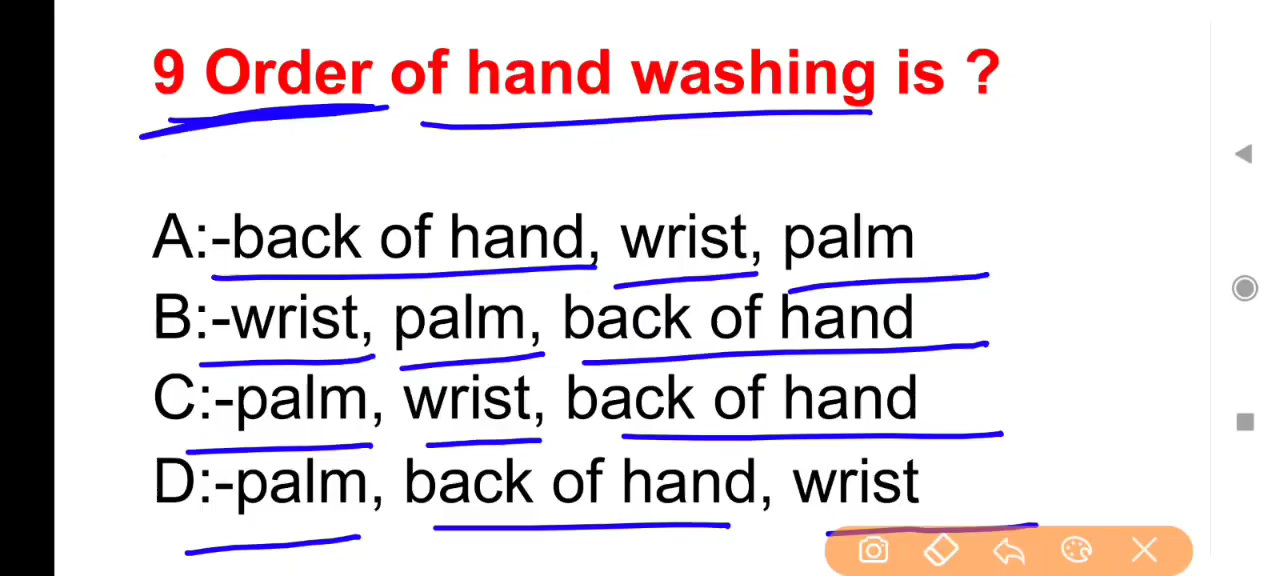 9 Order of hand washing is ?
A:-back of hand, wrist, palm
B:-wrist, palm, back of hand
C:-palm, wrist, back of hand
D:-palm, back of hand, wrist